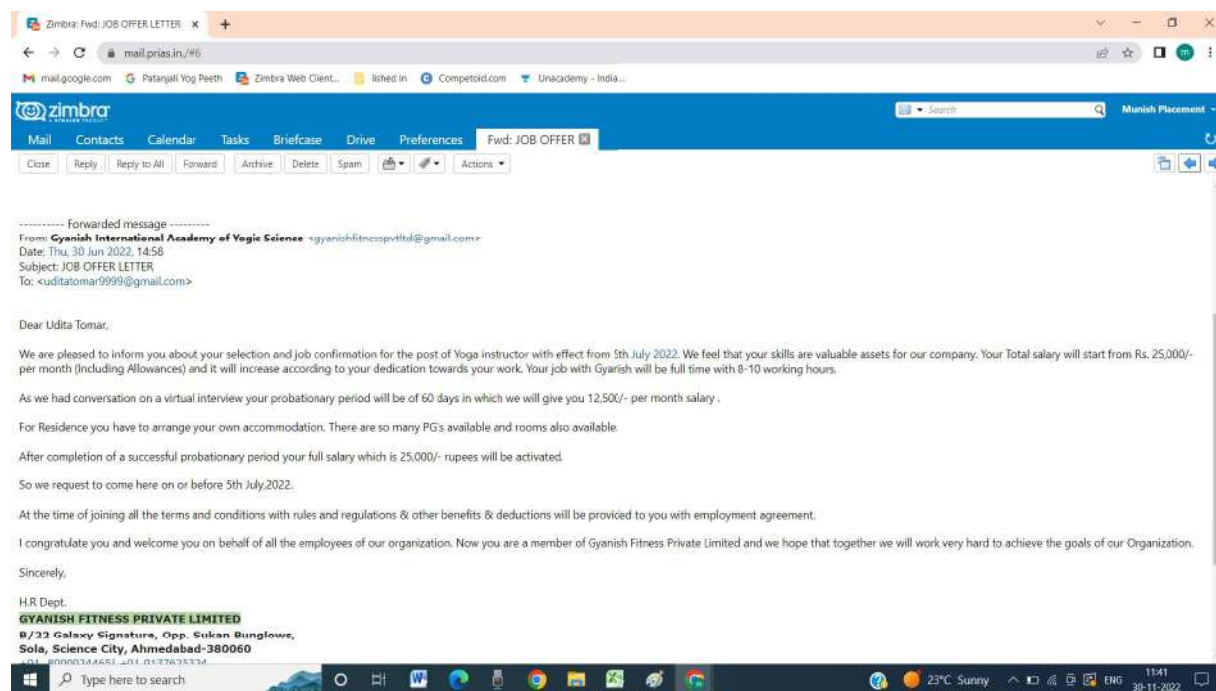 Zimbra: Fwd: JOB OFFER LETTER
mail.prias.in./#6
mail.google.com Patanjali Yog Peeth Zimbra Web Client... lished in Competoid.com Unacademy - India...
zimbra
A SYNACOR PRODUCT
Search
Munish Placement
Mail Contacts Calendar Tasks Briefcase Drive Preferences Fwd: JOB OFFER
Close Reply Reply to All Forward Archive Delete Spam Actions
---------- Forwarded message ---------
From: Gyanish International Academy of Yogic Science <gyanishfitnesspvtltd@gmail.com>
Date: Thu, 30 Jun 2022, 14:58
Subject: JOB OFFER LETTER
To: <uditatomar9999@gmail.com>
Dear Udita Tomar,
We are pleased to inform you about your selection and job confirmation for the post of Yoga instructor with effect from 5th July 2022. We feel that your skills are valuable assets for our company. Your Total salary will start from Rs. 25,000/-
per month (Including Allowances) and it will increase according to your dedication towards your work. Your job with Gyanish will be full time with 8-10 working hours.
As we had conversation on a virtual interview your probationary period will be of 60 days in which we will give you 12,500/- per month salary .
For Residence you have to arrange your own accommodation. There are so many PG's available and rooms also available.
After completion of a successful probationary period your full salary which is 25,000/- rupees will be activated.
So we request to come here on or before 5th July,2022.
At the time of joining all the terms and conditions with rules and regulations & other benefits & deductions will be provided to you with employment agreement.
I congratulate you and welcome you on behalf of all the employees of our organization. Now you are a member of Gyanish Fitness Private Limited and we hope that together we will work very hard to achieve the goals of our Organization.
Sincerely,
H.R Dept.
GYANISH FITNESS PRIVATE LIMITED
B/22 Galaxy Signature, Opp. Sukan Bunglows,
Sola, Science City, Ahmedabad-380060
Type here to search
23°C Sunny
ENG
11:41
30-11-2022